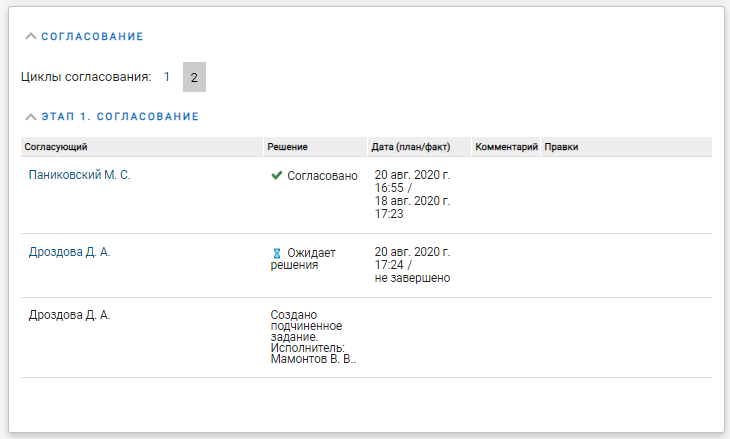 СОГЛАСОВАНИЕ
Циклы согласования: 1 2
ЭТАП 1. СОГЛАСОВАНИЕ
Согласующий Решение Дата (план/факт) Комментарий Правки
Паниковский М. С. Согласовано 20 авг. 2020 г.
16:55 /
18 авг. 2020 г.
17:23
Дроздова Д. А. Ожидает 20 авг. 2020 г.
решения 17:24 /
не завершено
Дроздова Д. А. Создано
подчиненное
задание.
Исполнитель:
Мамонтов В. В..